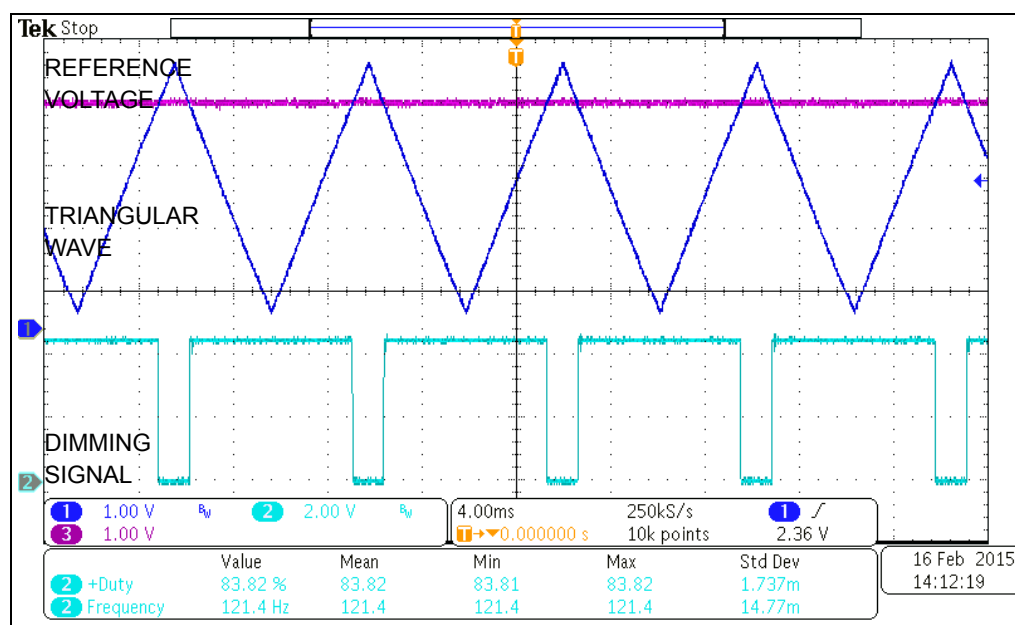 Tek Stop
T
T
REFERENCE
VOLTAGE
TRIANGULAR
WAVE
1
DIMMING
SIGNAL
2
1 1.00 V BW 2 2.00 V BW
3 1.00 V
4.00ms 250kS/s 1 ∫
T→▼0.000000 s 10k points 2.36 V
Value Mean Min Max Std Dev
2 +Duty 83.82 % 83.82 83.81 83.82 1.737m
2 Frequency 121.4 Hz 121.4 121.4 121.4 14.77m
16 Feb 2015
14:12:19